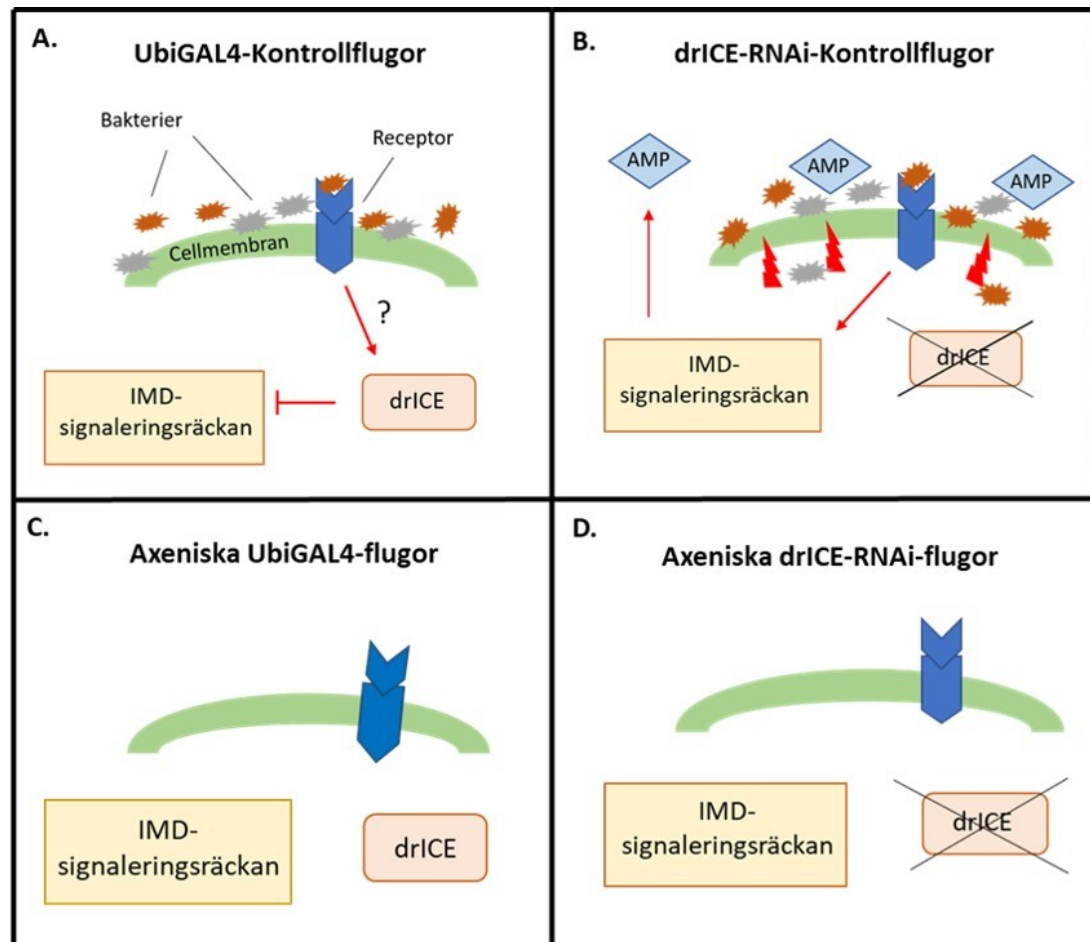 A.
UbiGAL4-Kontrollflugor
Bakterier
Receptor
Cellmembran
?
IMD-
signaleringsräckan
drICE
B.
drICE-RNAi-Kontrollflugor
AMP
AMP
AMP
IMD-
signaleringsräckan
drICE
C.
Axeniska UbiGAL4-flugor
IMD-
signaleringsräckan
drICE
D.
Axeniska drICE-RNAi-flugor
IMD-
signaleringsräckan
drICE